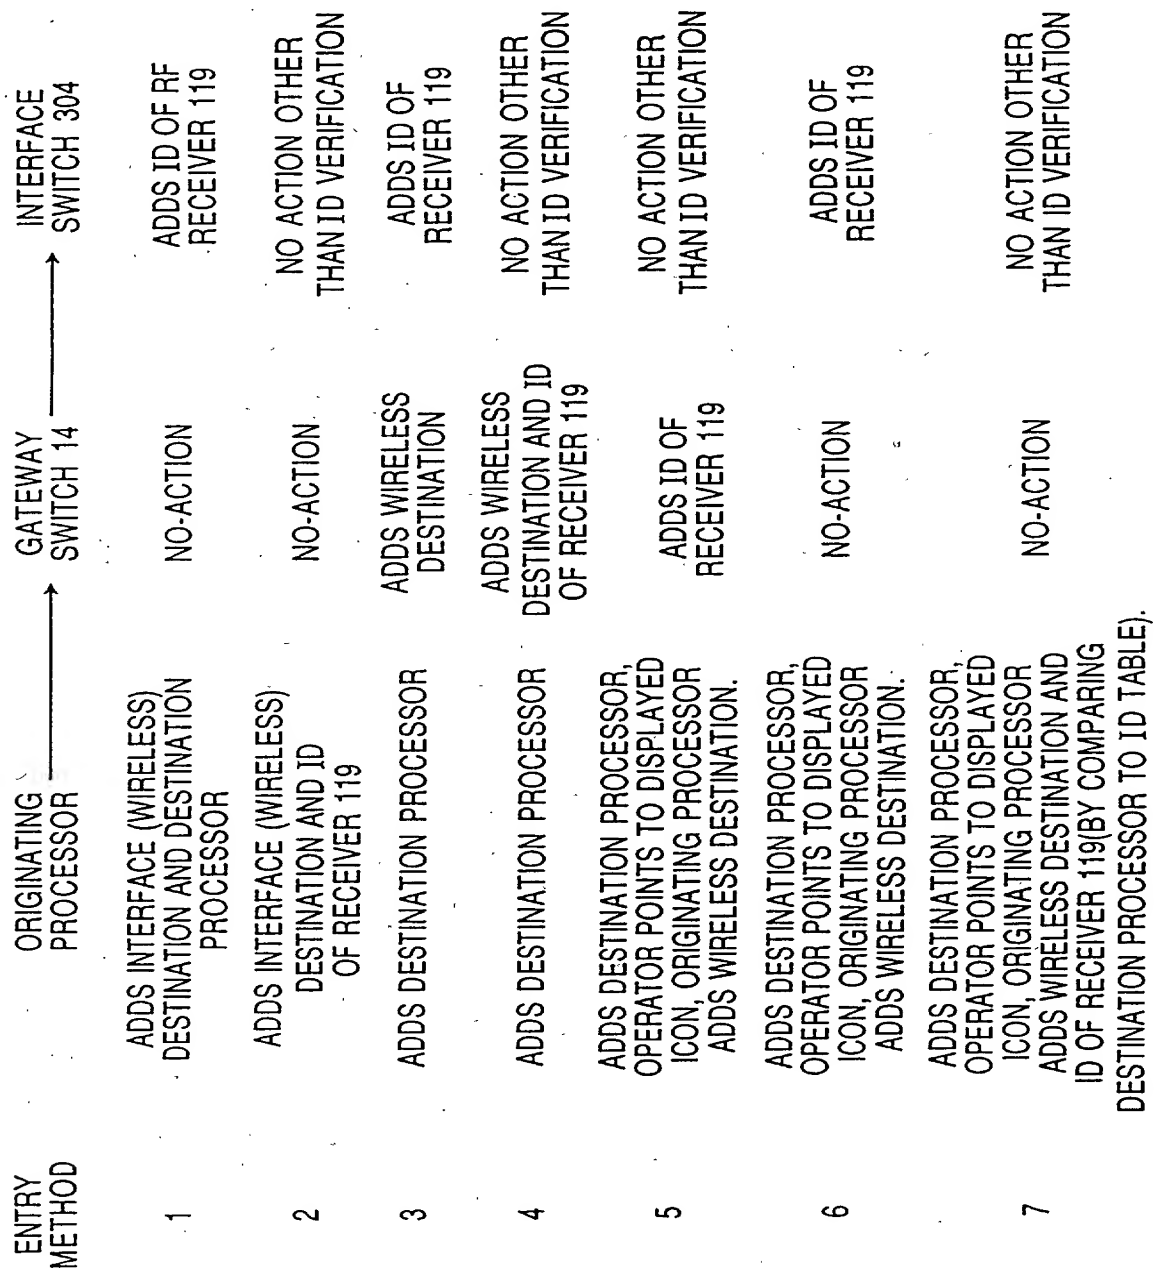 ENTRY
METHOD
ORIGINATING
PROCESSOR
GATEWAY
SWITCH 14
INTERFACE
SWITCH 304
1
ADDS INTERFACE (WIRELESS)
DESTINATION AND DESTINATION
PROCESSOR
NO-ACTION
ADDS ID OF RF
RECEIVER 119
2
ADDS INTERFACE (WIRELESS)
DESTINATION AND ID
OF RECEIVER 119
NO-ACTION
NO ACTION OTHER
THAN ID VERIFICATION
3
ADDS DESTINATION PROCESSOR
ADDS WIRELESS
DESTINATION
ADDS ID OF
RECEIVER 119
4
ADDS DESTINATION PROCESSOR
ADDS WIRELESS
DESTINATION AND ID
OF RECEIVER 119
NO ACTION OTHER
THAN ID VERIFICATION
5
ADDS DESTINATION PROCESSOR,
OPERATOR POINTS TO DISPLAYED
ICON, ORIGINATING PROCESSOR
ADDS WIRELESS DESTINATION.
ADDS ID OF
RECEIVER 119
NO ACTION OTHER
THAN ID VERIFICATION
6
ADDS DESTINATION PROCESSOR,
OPERATOR POINTS TO DISPLAYED
ICON, ORIGINATING PROCESSOR
ADDS WIRELESS DESTINATION.
NO-ACTION
ADDS ID OF
RECEIVER 119
7
ADDS DESTINATION PROCESSOR,
OPERATOR POINTS TO DISPLAYED
ICON, ORIGINATING PROCESSOR
ADDS WIRELESS DESTINATION AND
ID OF RECEIVER 119(BY COMPARING
DESTINATION PROCESSOR TO ID TABLE).
NO-ACTION
NO ACTION OTHER
THAN ID VERIFICATION